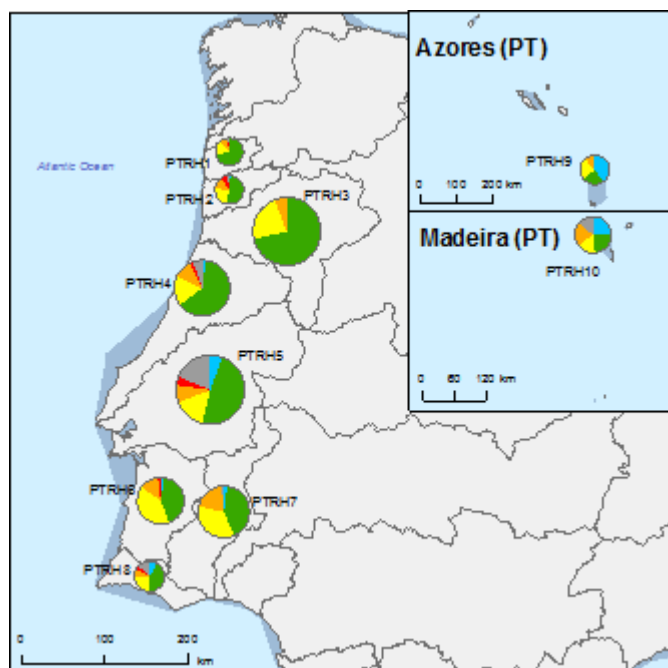 Azores (PT)
PTRH9
0 100 200 km
Madeira (PT)
PTRH10
0 60 120 km
Atlantic Ocean
PTRH1
PTRH2
PTRH3
PTRH4
PTRH5
PTRH6
PTRH7
PTRH8
0 100 200
km